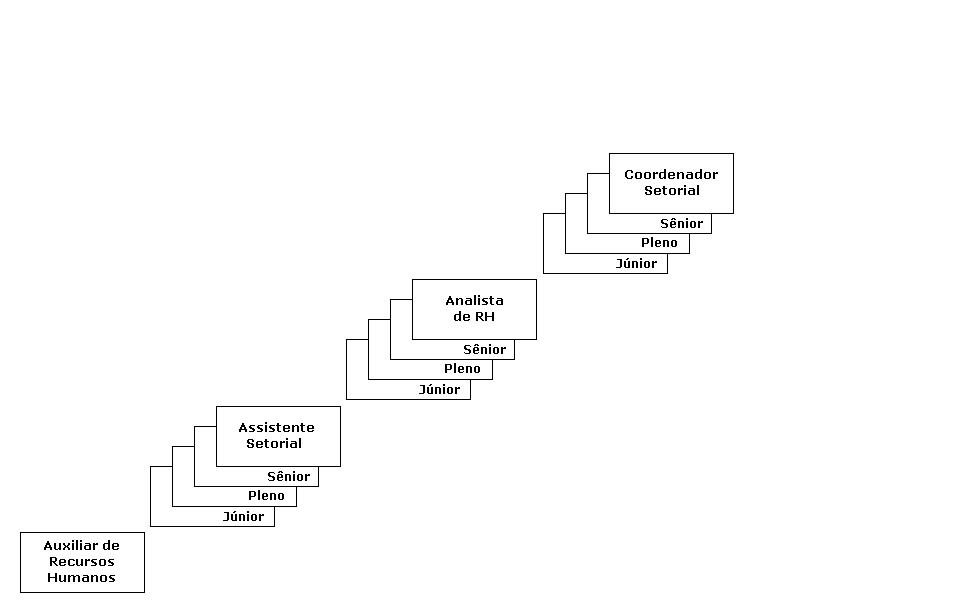 Coordenador
Setorial
Sênior
Pleno
Júnior
Analista
de RH
Sênior
Pleno
Júnior
Assistente
Setorial
Sênior
Pleno
Júnior
Auxiliar de
Recursos
Humanos